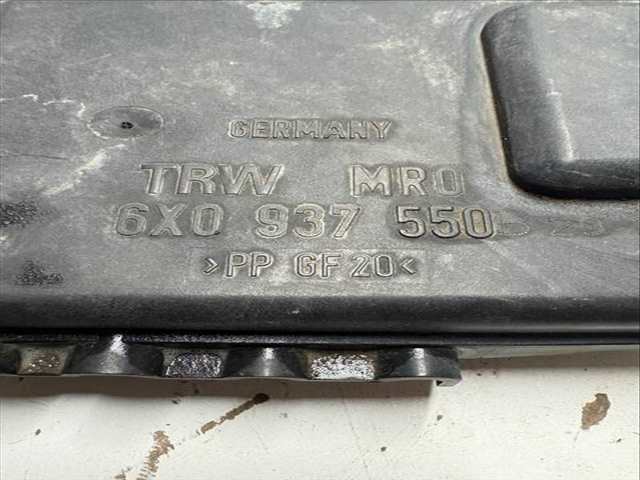 GERMANY
TRW MRO
6X0 937 550
>PP GF 20<